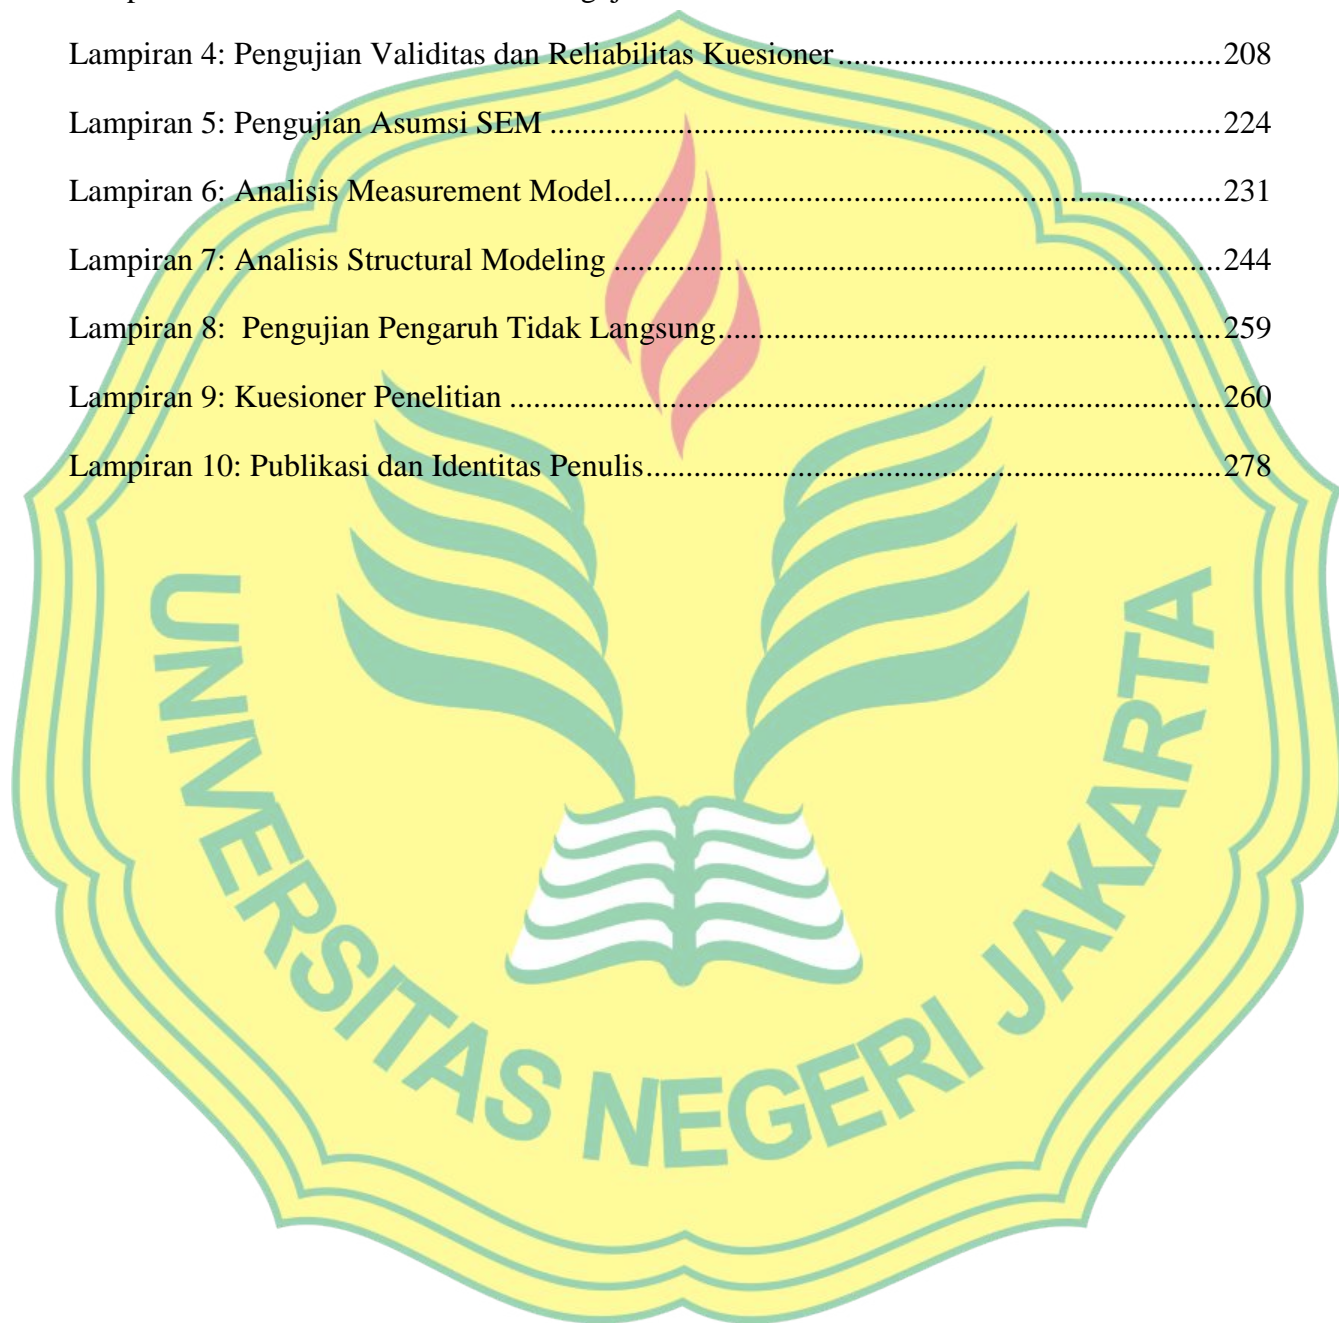 Lampiran 4: Pengujian Validitas dan Reliabilitas Kuesioner................................................208
Lampiran 5: Pengujian Asumsi SEM ....................................................................................224
Lampiran 6: Analisis Measurement Model............................................................................231
Lampiran 7: Analisis Structural Modeling ............................................................................244
Lampiran 8:  Pengujian Pengaruh Tidak Langsung...............................................................259
Lampiran 9: Kuesioner Penelitian .........................................................................................260
Lampiran 10: Publikasi dan Identitas Penulis........................................................................278
UNIVERSITAS NEGERI JAKARTA